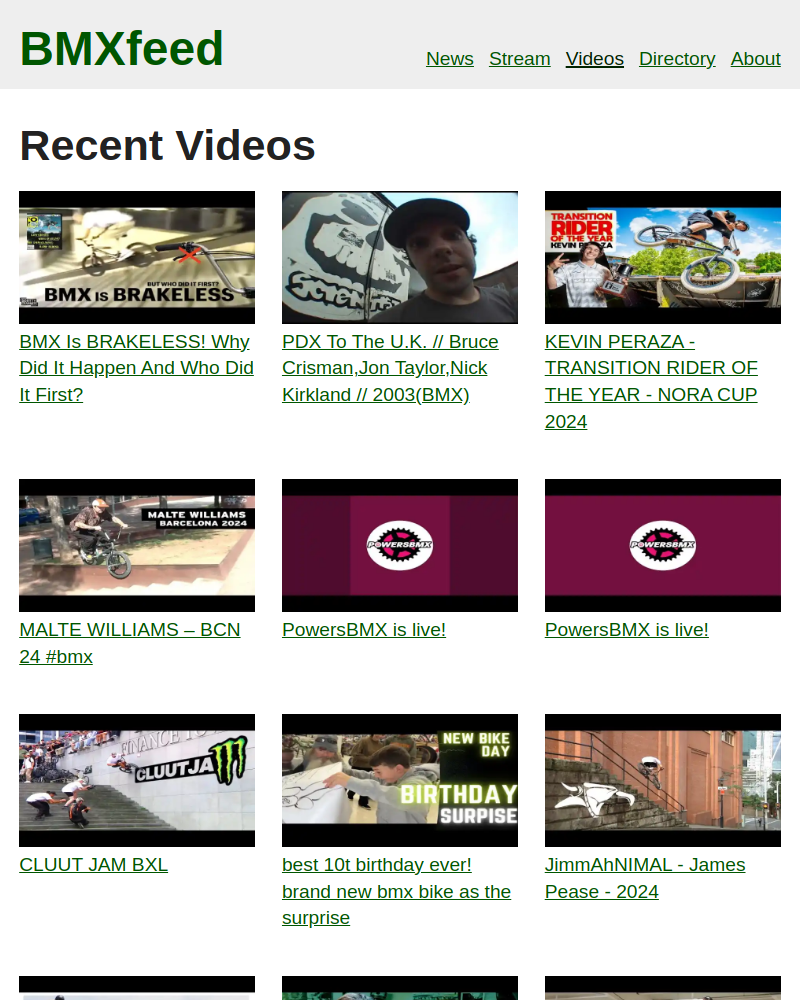 BMXfeed
News Stream Videos Directory About
Recent Videos
BUT WHO DID IT FIRST?
BMX IS BRAKELESS
TRANSITION
RIDER
OF THE YEAR
KEVIN PERAZA
BMX Is BRAKELESS! Why
Did It Happen And Who Did
It First?
PDX To The U.K. // Bruce
Crisman,Jon Taylor,Nick
Kirkland // 2003(BMX)
KEVIN PERAZA -
TRANSITION RIDER OF
THE YEAR - NORA CUP
2024
MALTE WILLIAMS
BARCELONA 2024
POWERSBMX
POWERSBMX
MALTE WILLIAMS – BCN
24 #bmx
PowersBMX is live!
PowersBMX is live!
CLUUTJAM
NEW BIKE
DAY
BIRTHDAY
SURPISE
CLUUT JAM BXL
best 10t birthday ever!
brand new bmx bike as the
surprise
JimmAhNIMAL - James
Pease - 2024